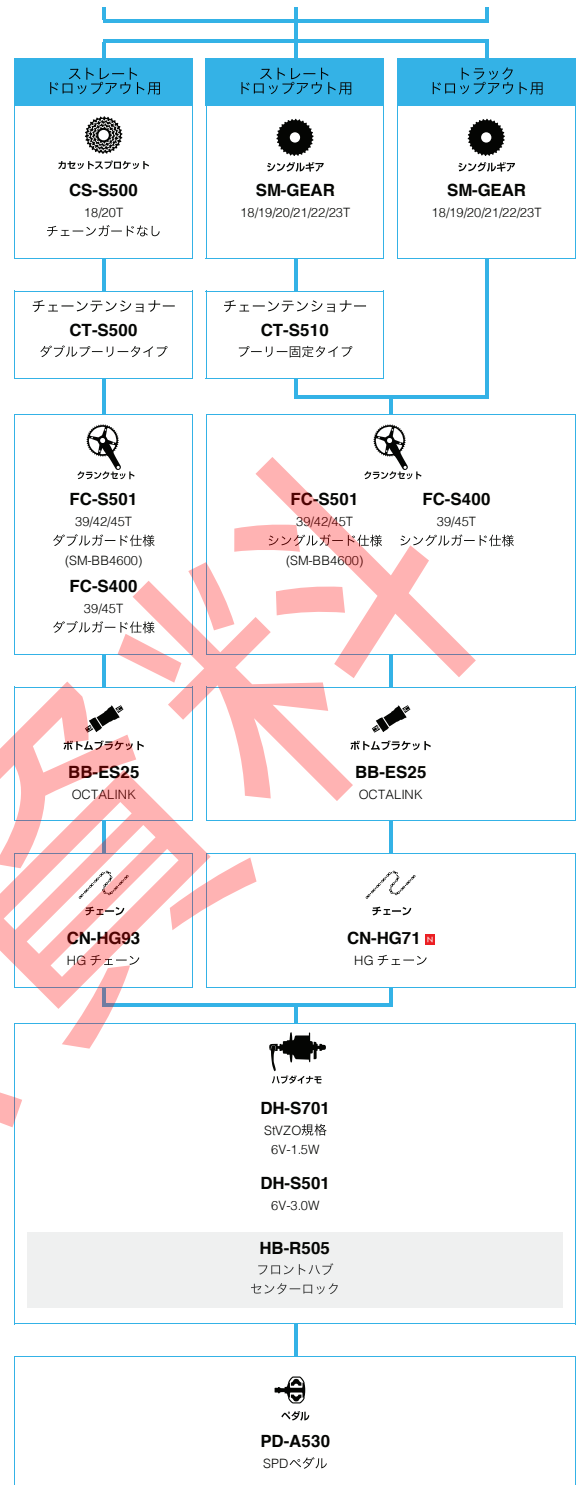 ストレート
ドロップアウト用
カセットスプロケット
CS-S500
18/20T
チェーンガードなし
ストレート
ドロップアウト用
シングルギア
SM-GEAR
18/19/20/21/22/23T
トラック
ドロップアウト用
シングルギア
SM-GEAR
18/19/20/21/22/23T
チェーンテンショナー
CT-S500
ダブルプーリータイプ
チェーンテンショナー
CT-S510
プーリー固定タイプ
クランクセット
FC-S501
39/42/45T
ダブルガード仕様
(SM-BB4600)
FC-S400
39/45T
ダブルガード仕様
クランクセット
FC-S501
39/42/45T
シングルガード仕様
(SM-BB4600)
FC-S400
39/45T
シングルガード仕様
ボトムブラケット
BB-ES25
OCTALINK
ボトムブラケット
BB-ES25
OCTALINK
チェーン
CN-HG93
HG チェーン
チェーン
CN-HG71 N
HG チェーン
ハブダイナモ
DH-S701
StVZO規格
6V-1.5W
DH-S501
6V-3.0W
HB-R505
フロントハブ
センターロック
ペダル
PD-A530
SPDペダル
資料